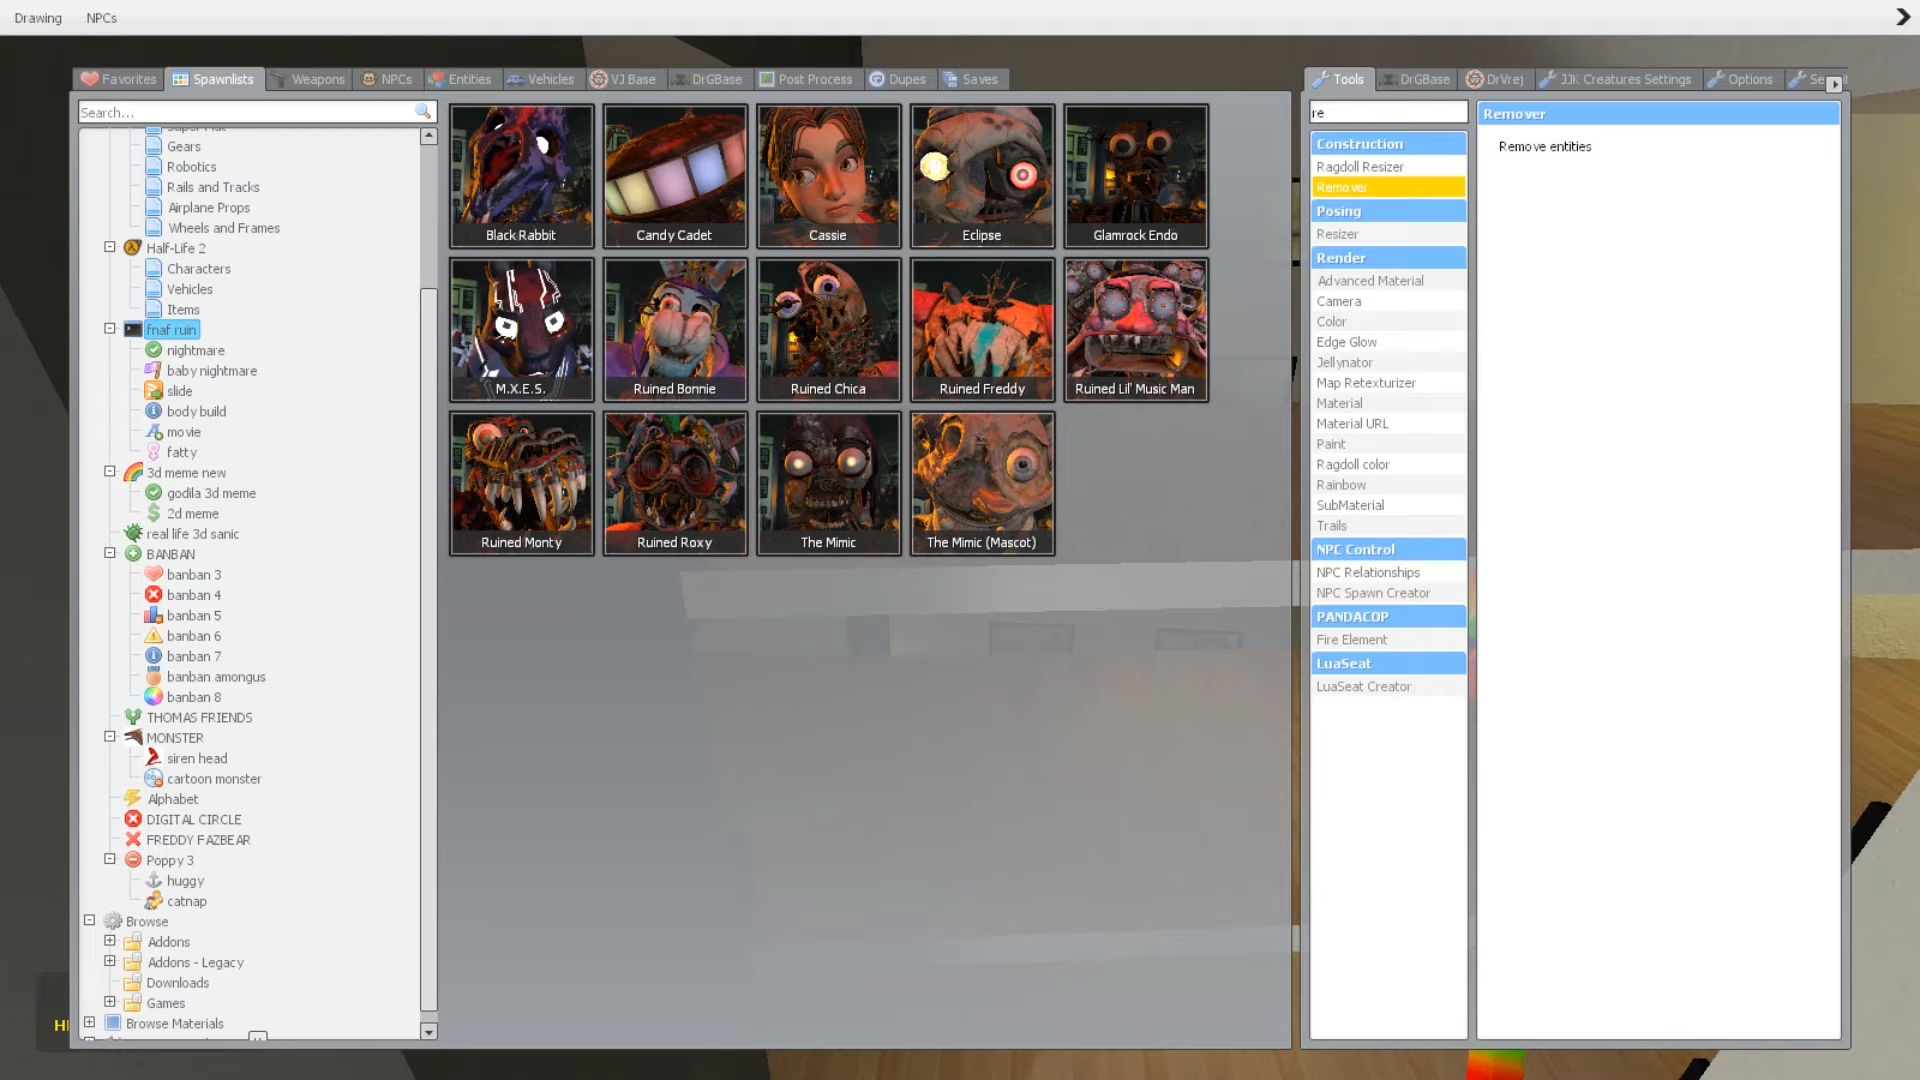 Drawing NPCs
Favorites Spawnlists Weapons NPCs Entities Vehicles VJ Base DrGBase Post Process Dupes Saves
Search...
Gears
Robotics
Rails and Tracks
Airplane Props
Wheels and Frames
Half-Life 2
Characters
Vehicles
Items
fnaf ruin
nightmare
baby nightmare
slide
body build
movie
fatty
3d meme new
godila 3d meme
2d meme
real life 3d sanic
BANBAN
banban 3
banban 4
banban 5
banban 6
banban 7
banban amongus
banban 8
THOMAS FRIENDS
MONSTER
siren head
cartoon monster
Alphabet
DIGITAL CIRCLE
FREDDY FAZBEAR
Poppy 3
huggy
catnap
Browse
Addons
Addons - Legacy
Downloads
Games
Browse Materials
Black Rabbit Candy Cadet Cassie Eclipse Glamrock Endo
M.X.E.S. Ruined Bonnie Ruined Chica Ruined Freddy Ruined Lil' Music Man
Ruined Monty Ruined Roxy The Mimic The Mimic (Mascot)
Tools DrGBase DrVrej JJK Creatures Settings Options
re
Construction
Ragdoll Resizer
Remover
Posing
Resizer
Render
Advanced Material
Camera
Color
Edge Glow
Jellynator
Map Retexturizer
Material
Material URL
Paint
Ragdoll color
Rainbow
SubMaterial
Trails
NPC Control
NPC Relationships
NPC Spawn Creator
PANDACOP
Fire Element
LuaSeat
LuaSeat Creator
Remover
Remove entities